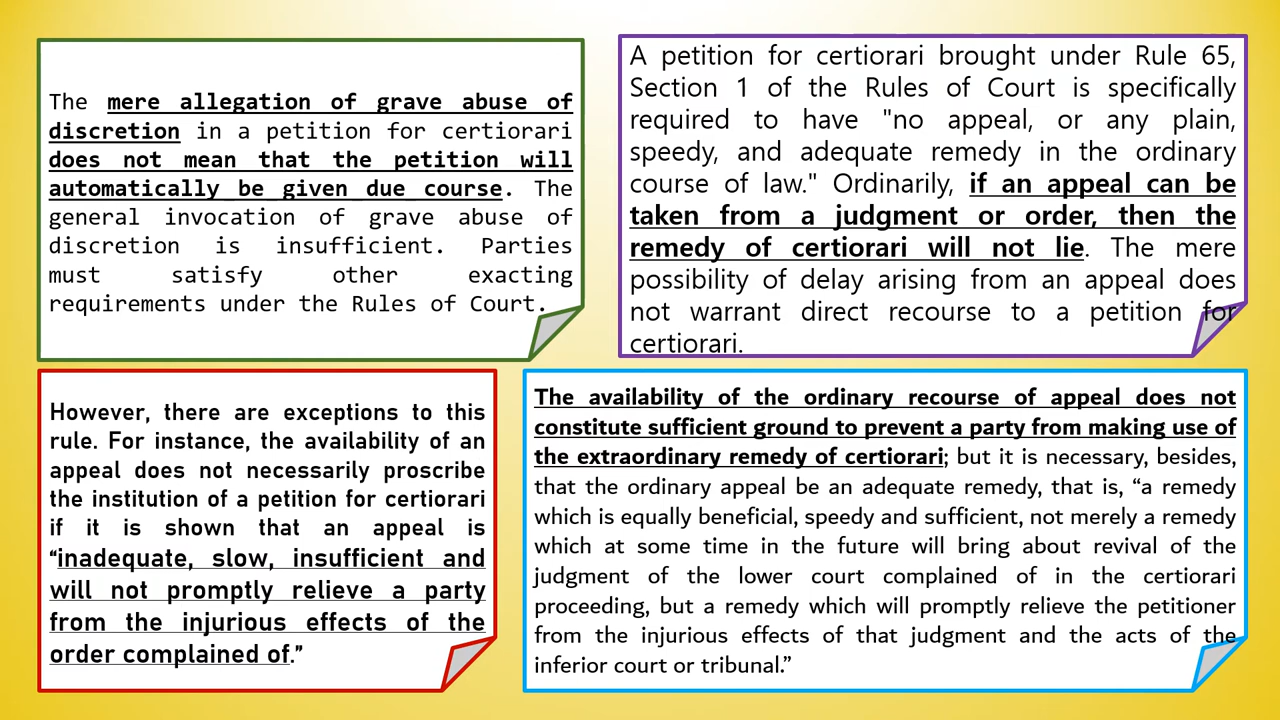 The mere allegation of grave abuse of
discretion in a petition for certiorari
does not mean that the petition will
automatically be given due course. The
general invocation of grave abuse of
discretion is insufficient. Parties
must satisfy other exacting
requirements under the Rules of Court.
A petition for certiorari brought under Rule 65,
Section 1 of the Rules of Court is specifically
required to have "no appeal, or any plain,
speedy, and adequate remedy in the ordinary
course of law." Ordinarily, if an appeal can be
taken from a judgment or order, then the
remedy of certiorari will not lie. The mere
possibility of delay arising from an appeal does
not warrant direct recourse to a petition for
certiorari.
However, there are exceptions to this
rule. For instance, the availability of an
appeal does not necessarily proscribe
the institution of a petition for certiorari
if it is shown that an appeal is
“inadequate, slow, insufficient and
will not promptly relieve a party
from the injurious effects of the
order complained of.”
The availability of the ordinary recourse of appeal does not
constitute sufficient ground to prevent a party from making use of
the extraordinary remedy of certiorari; but it is necessary, besides,
that the ordinary appeal be an adequate remedy, that is, “a remedy
which is equally beneficial, speedy and sufficient, not merely a remedy
which at some time in the future will bring about revival of the
judgment of the lower court complained of in the certiorari
proceeding, but a remedy which will promptly relieve the petitioner
from the injurious effects of that judgment and the acts of the
inferior court or tribunal.”